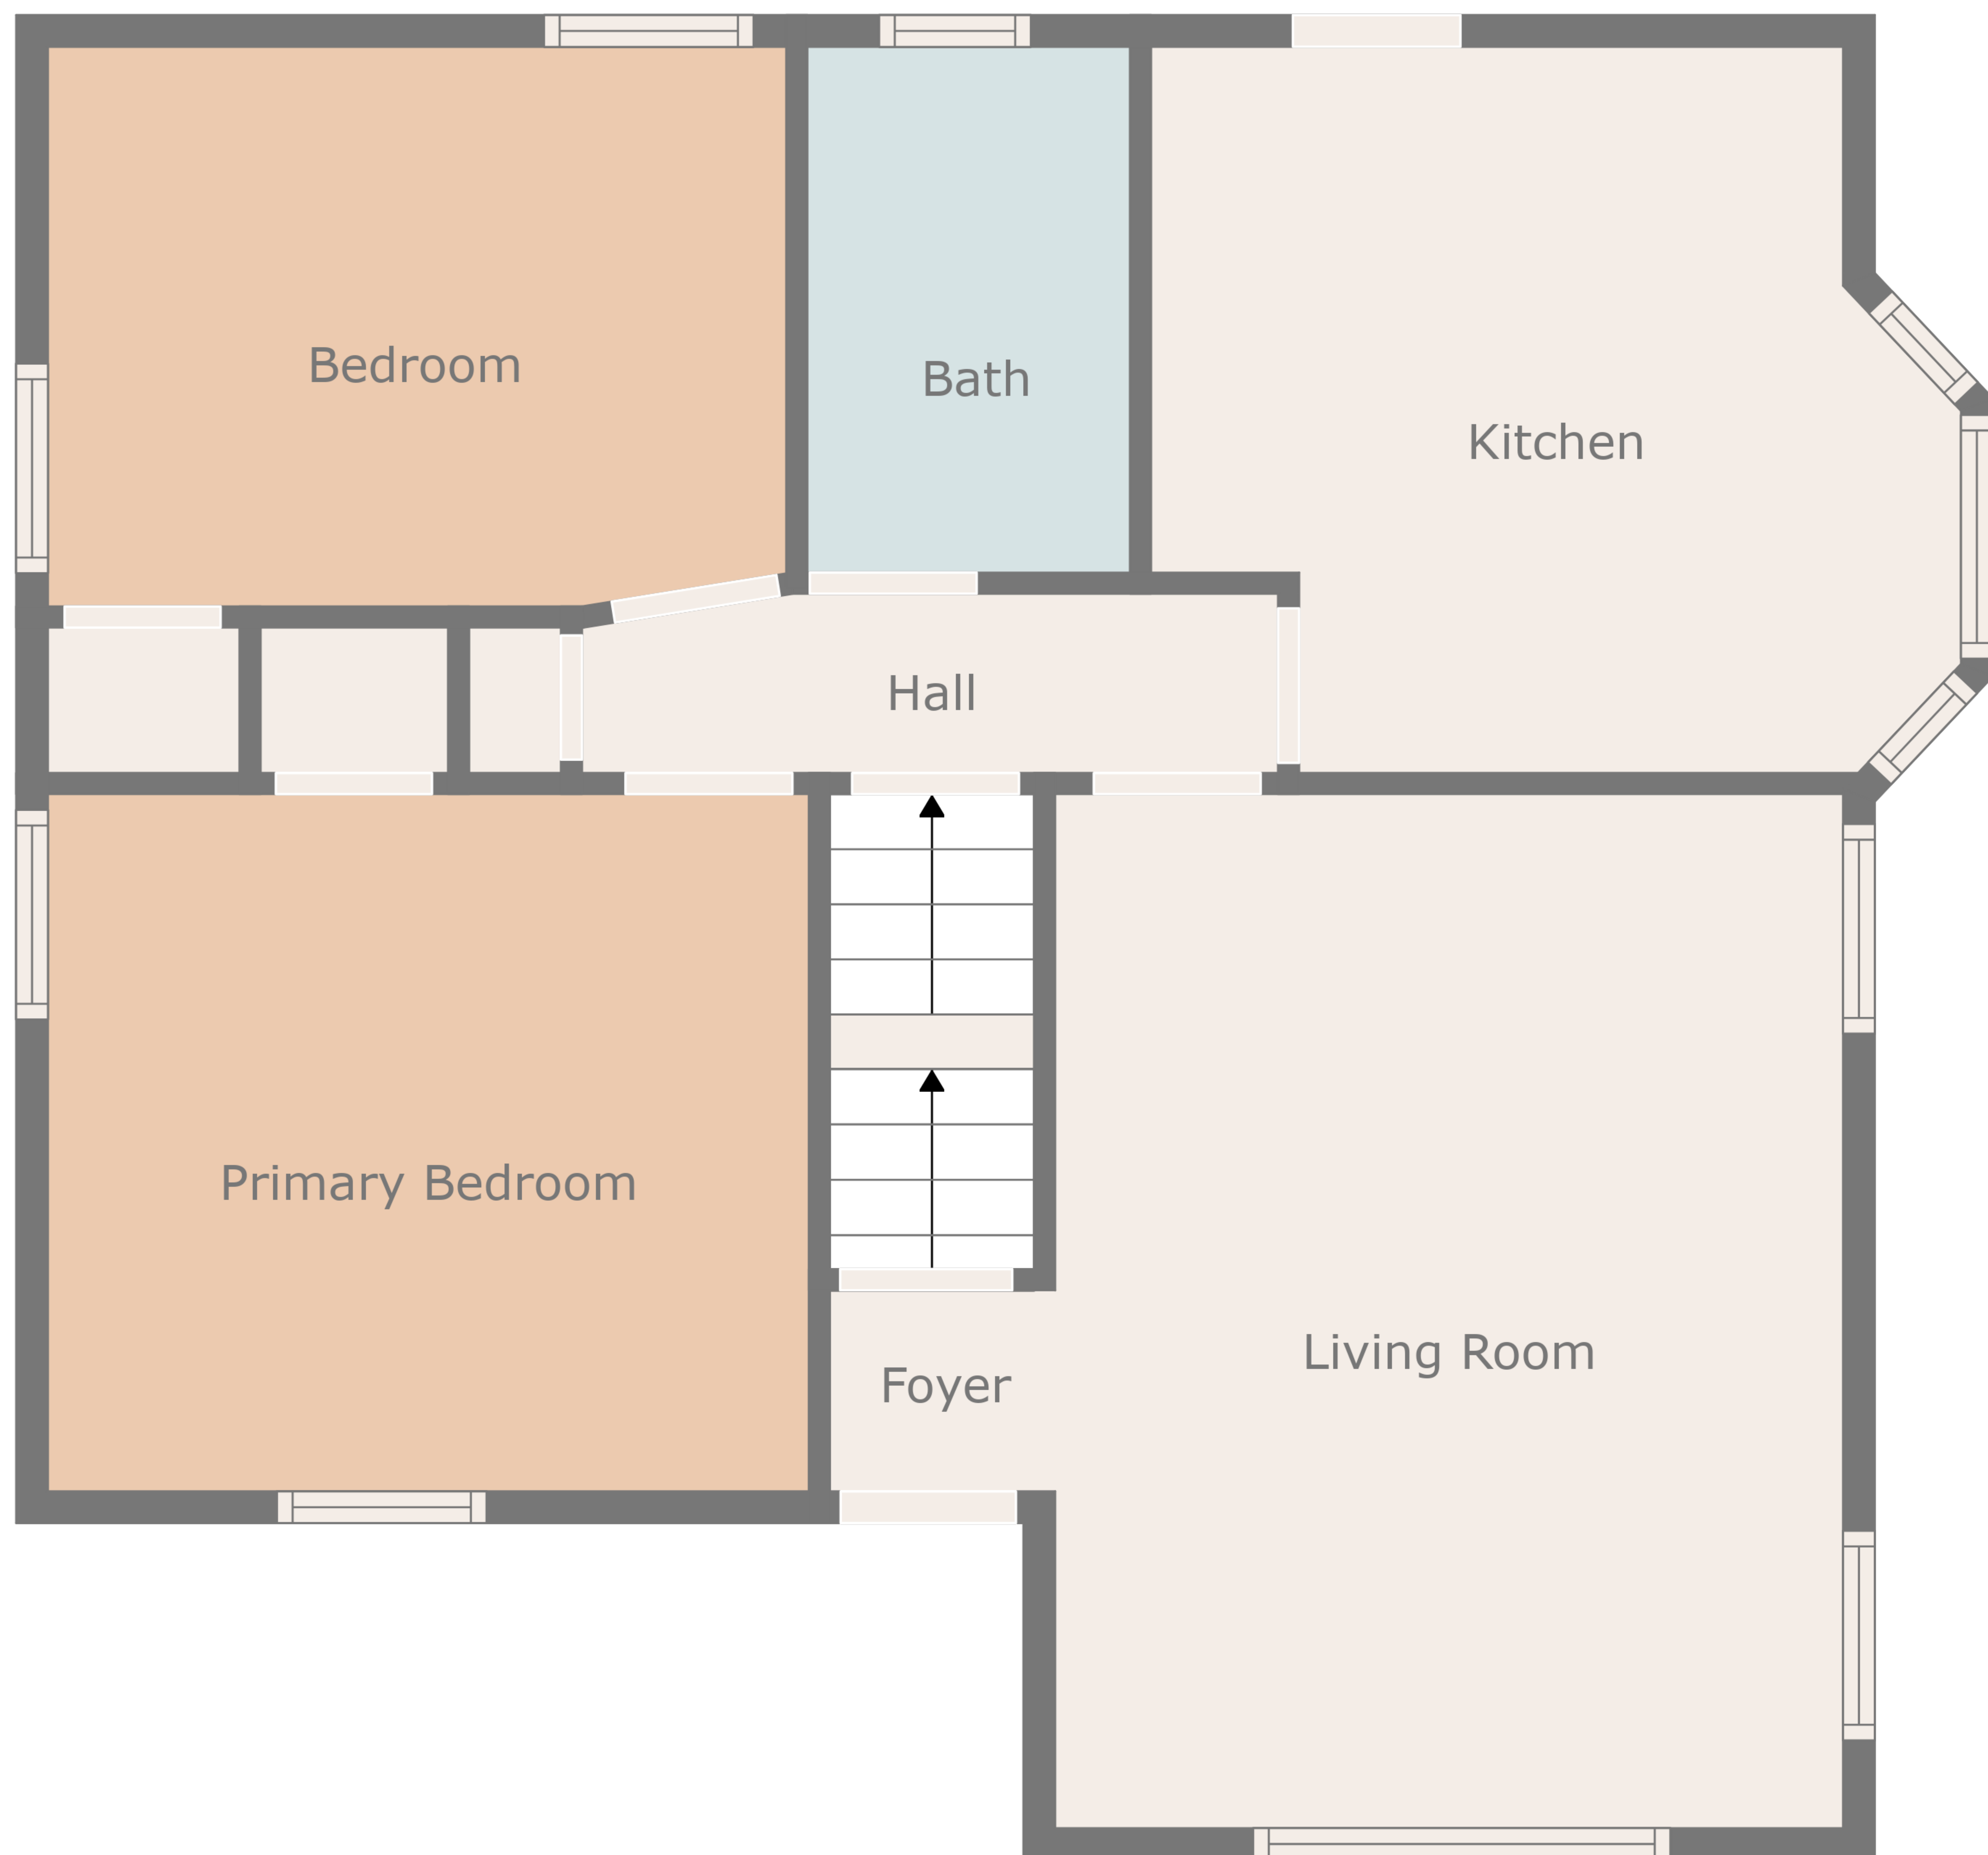 Bedroom
Bath
Kitchen
Hall
Primary Bedroom
Living Room
Foyer